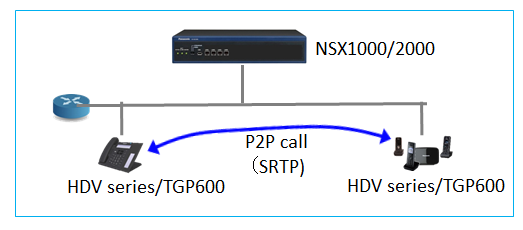 NSX1000/2000
P2P call
（SRTP)
HDV series/TGP600
HDV series/TGP600